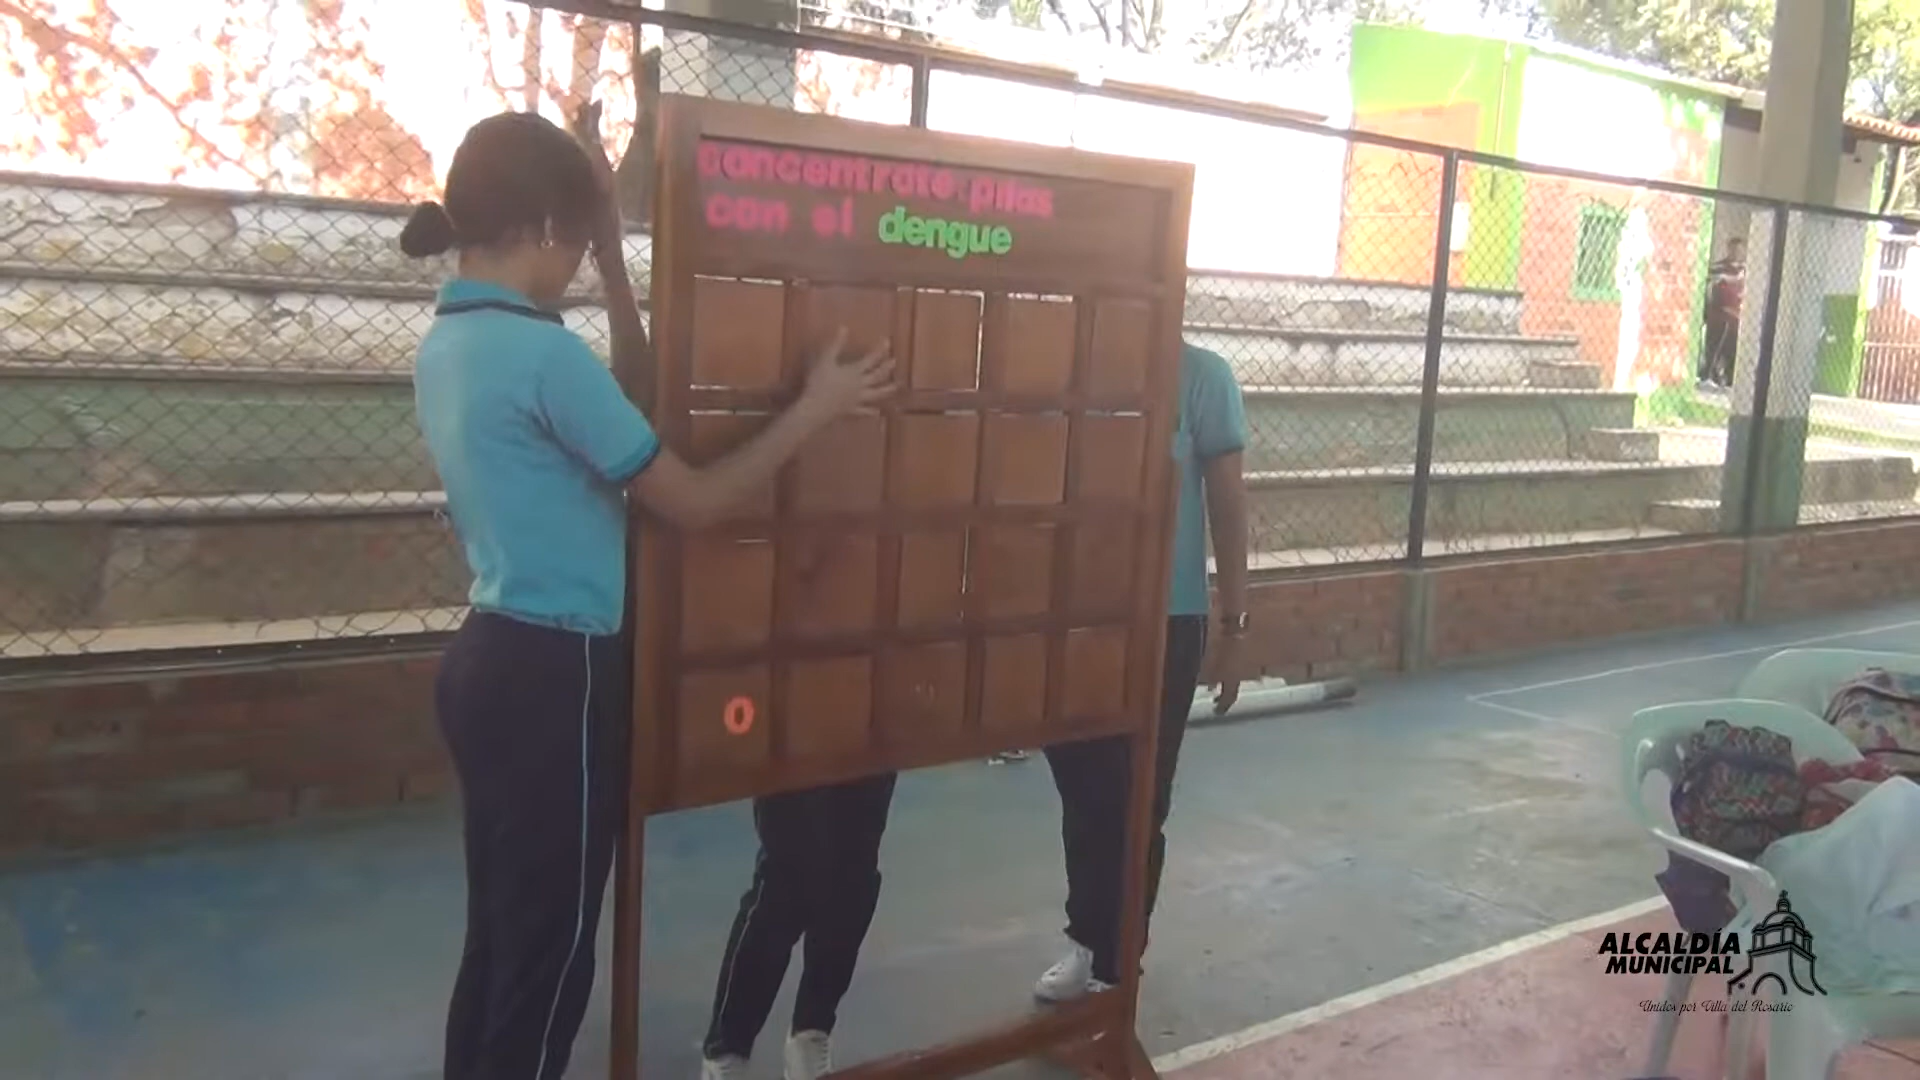 concentrate: pilas
con el dengue
0
ALCALDÍA
MUNICIPAL
Unidos por Villa del Rosario